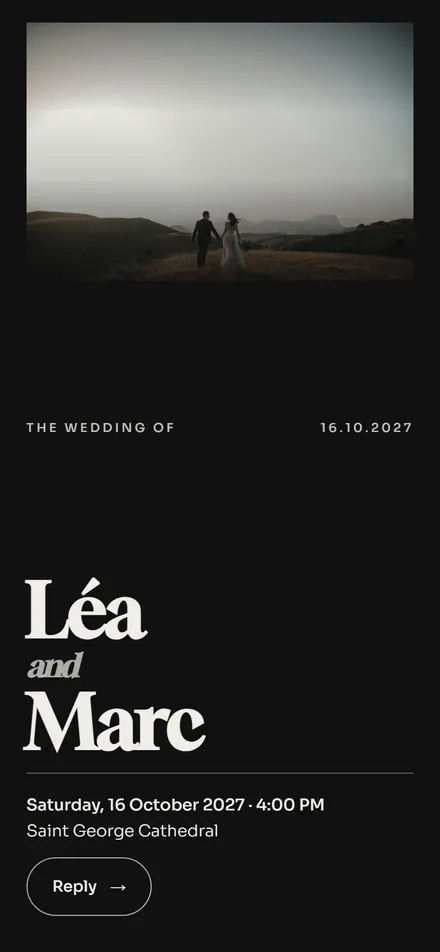 THE WEDDING OF
16.10.2027
Léa
and
Marc
Saturday, 16 October 2027 · 4:00 PM
Saint George Cathedral
Reply →